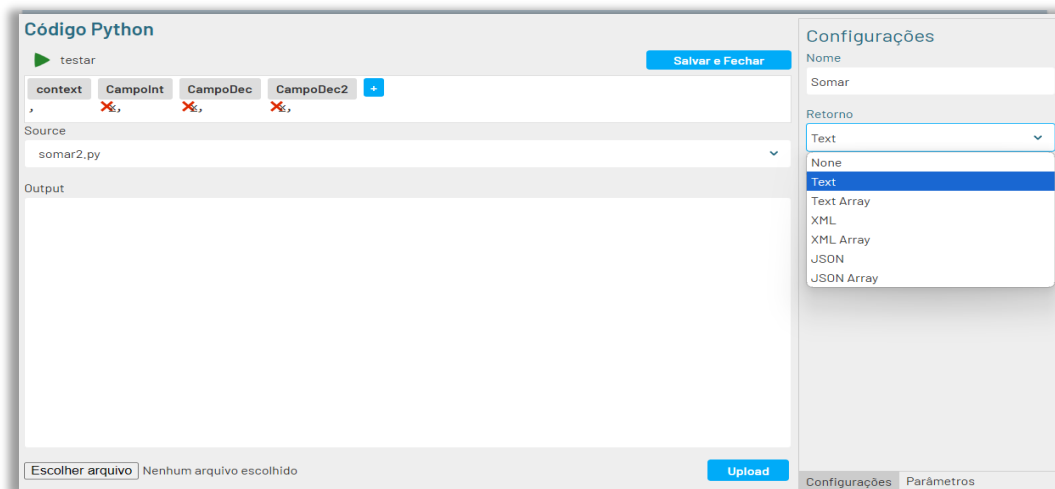 Código Python
testar
Salvar e Fechar
context CampoInt CampoDec CampoDec2 +
, , , ,
Source
somar2.py
Output
Escolher arquivo Nenhum arquivo escolhido
Upload
Configurações
Nome
Somar
Retorno
Text
None
Text
Text Array
XML
XML Array
JSON
JSON Array
Configurações Parâmetros